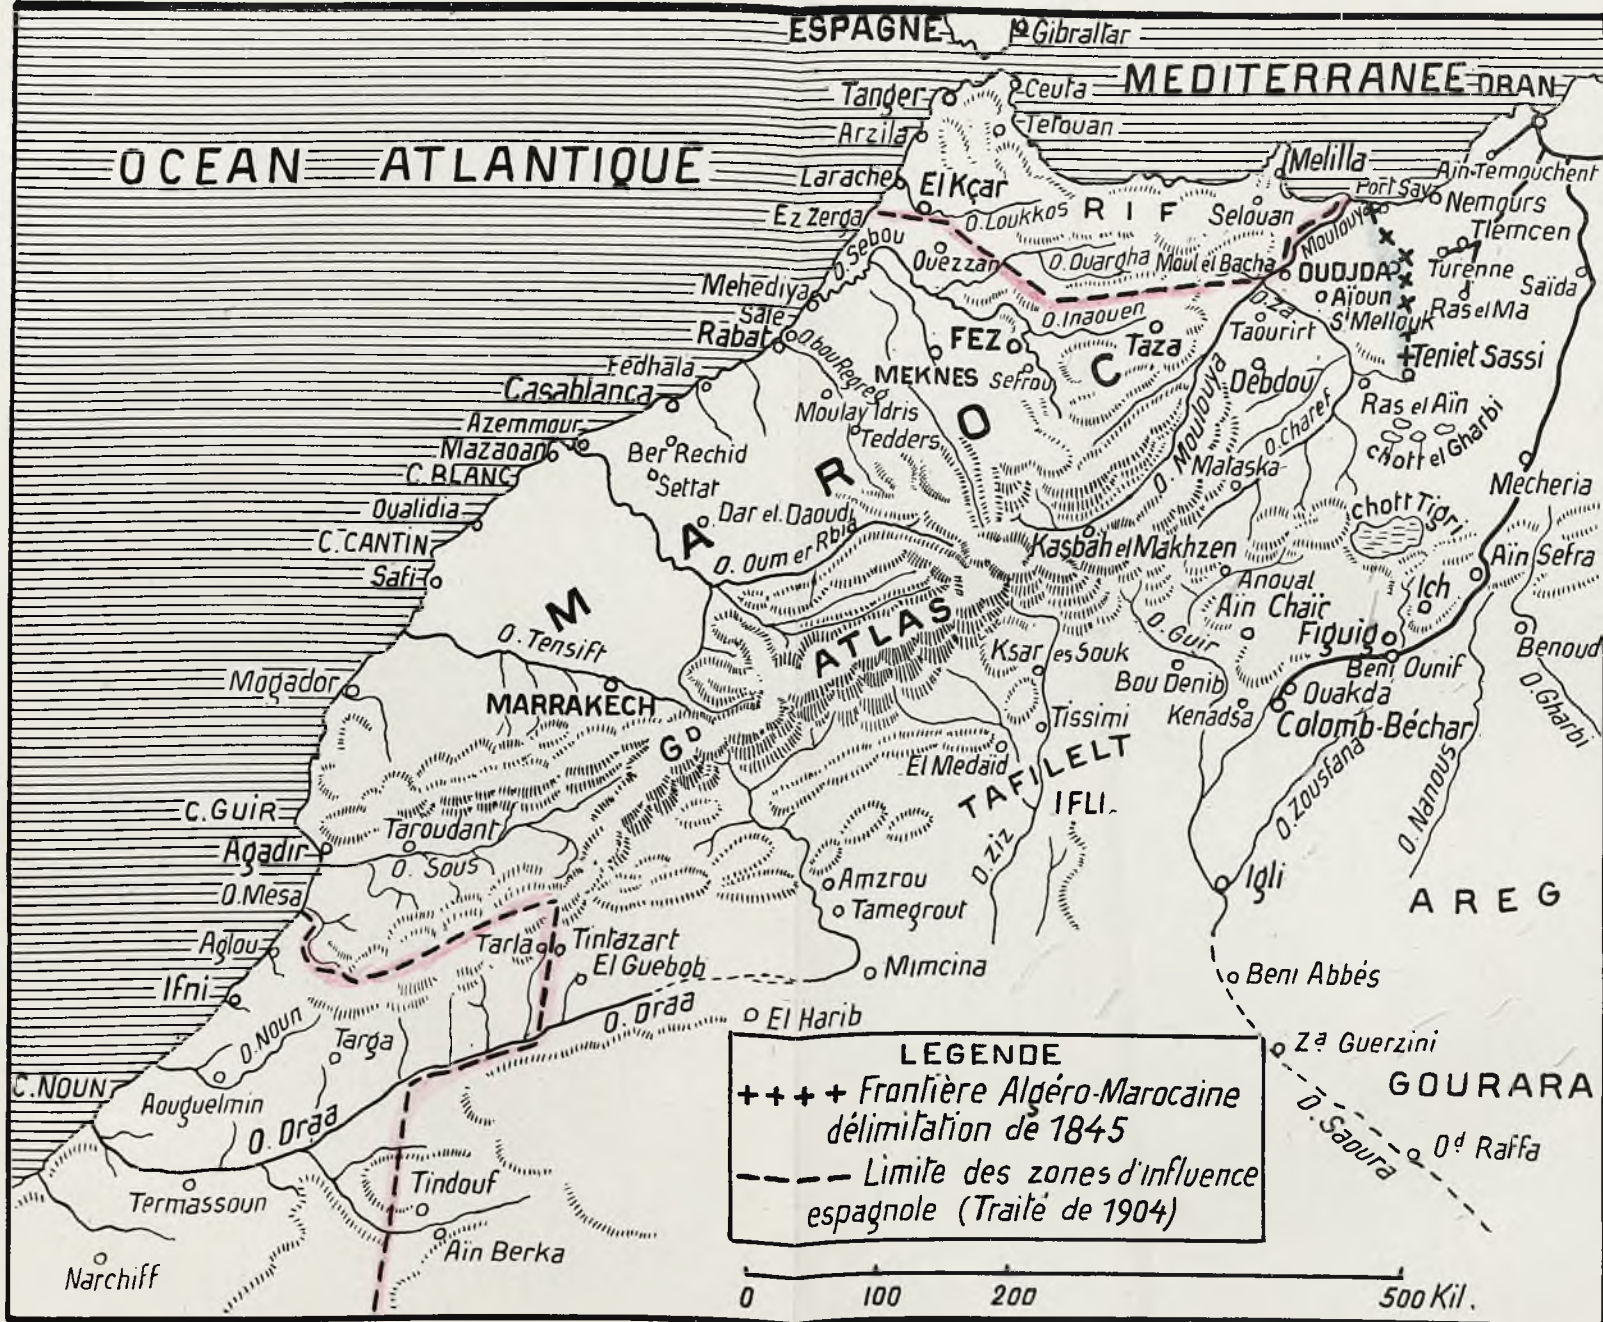 ESPAGNE
Gibraltar
MEDITERRANEE
ORAN
Tanger
Ceuta
Arzila
Tetouan
OCEAN ATLANTIQUE
Larache
El Kçar
Melilla
Aïn Temouchent
Port Say
Nemours
Ez Zerga
O. Loukkos
RIF
Selouan
Moulouya
Tlemcen
O. Sebou
Ouezzan
O. Ouargha
Moul el Bacha
OUDJDA
Turenne
Saïda
Mehediya
Aïoun
Ras el Ma
Sale
O. Inaouen
O. Za
St Mellouk
Rabat
O. bou Regreg
FEZ
Taza
Taourirt
Teniet Sassi
Fedhala
MEKNES
Sefrou
Debdou
Casablanca
Moulay Idris
O. Moulouya
O. Charef
Ras el Aïn
Azemmour
Tedders
chott el Gharbi
Mazagan
Ber Rechid
C. BLANC
Settat
Malaska
Mecheria
Oualidia
Dar el Daoudi
chott Tigri
C. CANTIN
O. Oum er Rbia
Kasbah el Makhzen
Aïn Sefra
Safi
Anoual
Ich
MAROC
Aïn Chaïr
O. Tensift
ATLAS
O. Guir
Figuig
Ksar es Souk
Beni Ounif
Benoud
Mogador
Bou Denib
Ouakda
MARRAKECH
Kenadsa
Colomb-Béchar
O. Gharbi
GD
Tissimi
El Medaïd
TAFILELT
O. Zousfana
O. Nanous
C. GUIR
IFLI
Taroudant
Agadir
O. Sous
O. Ziz
Igli
O. Mesa
Amzrou
AREG
Tamegrout
Aglou
Tarla
Tintazart
El Guebob
Mimcina
Beni Abbés
Ifni
O. Draa
El Harib
O. Noun
Targa
Za Guerzini
C. NOUN
GOURARA
Aouguelmin
O. Draa
O. Saoura
Od Raffa
Tindouf
Termassoun
Aïn Berka
Narchiff
LEGENDE
++++ Frontière Algéro-Marocaine
délimitation de 1845
---- Limite des zones d'influence
espagnole (Traité de 1904)
0 100 200 500 Kil.